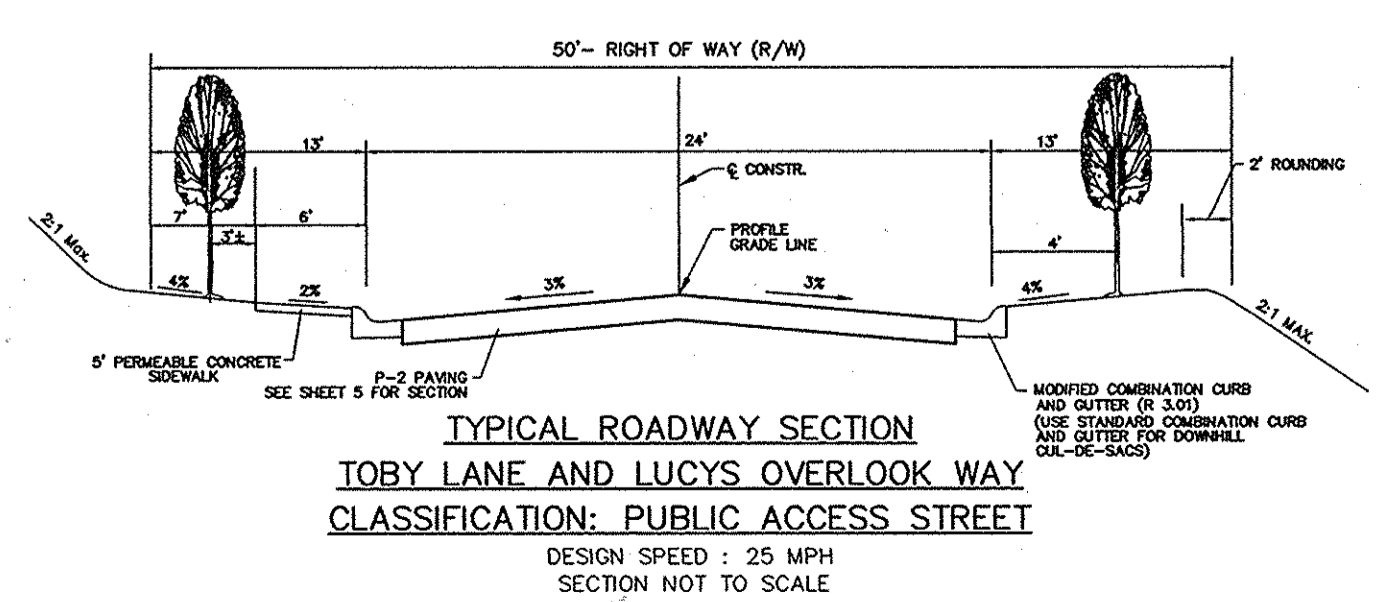 50'- RIGHT OF WAY (R/W)
13'
24'
13'
2' ROUNDING
℄ CONSTR.
7'
6'
3'±
PROFILE
GRADE LINE
4'
2:1 Max.
4%
2%
3%
3%
4%
2:1 MAX.
5' PERMEABLE CONCRETE
SIDEWALK
P-2 PAVING
SEE SHEET 5 FOR SECTION
MODIFIED COMBINATION CURB
AND GUTTER (R 3.01)
(USE STANDARD COMBINATION CURB
AND GUTTER FOR DOWNHILL
CUL-DE-SACS)
TYPICAL ROADWAY SECTION
TOBY LANE AND LUCYS OVERLOOK WAY
CLASSIFICATION: PUBLIC ACCESS STREET
DESIGN SPEED : 25 MPH
SECTION NOT TO SCALE